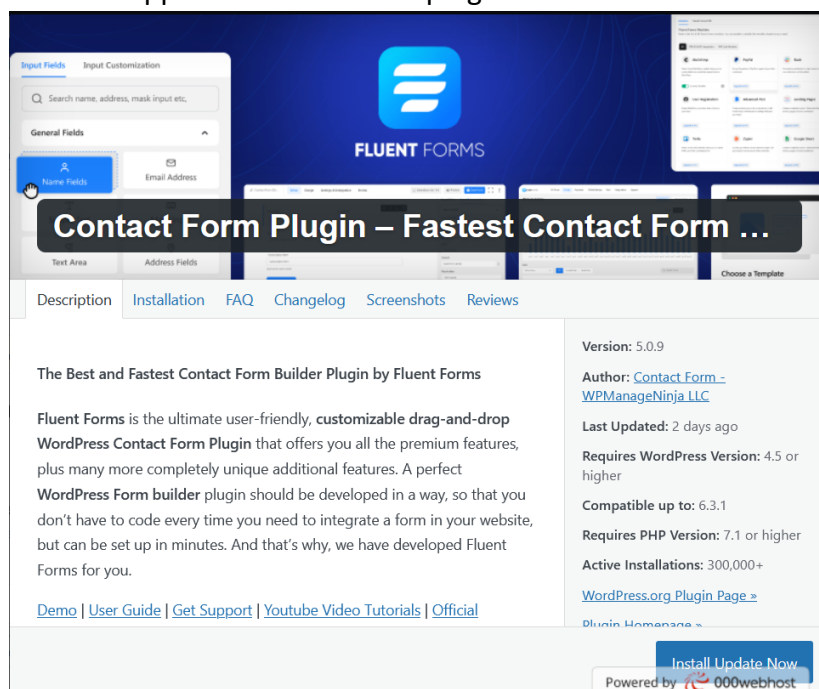 Input Fields
Input Customization
Search name, address, mask input etc,
General Fields
Name Fields
Email Address
Text Area
Address Fields
FLUENT FORMS
Choose a Template
Contact Form Plugin – Fastest Contact Form …
Description
Installation
FAQ
Changelog
Screenshots
Reviews
The Best and Fastest Contact Form Builder Plugin by Fluent Forms
Fluent Forms is the ultimate user-friendly, customizable drag-and-drop
WordPress Contact Form Plugin that offers you all the premium features,
plus many more completely unique additional features. A perfect
WordPress Form builder plugin should be developed in a way, so that you
don’t have to code every time you need to integrate a form in your website,
but can be set up in minutes. And that’s why, we have developed Fluent
Forms for you.
Demo | User Guide | Get Support | Youtube Video Tutorials | Official
Version: 5.0.9
Author: Contact Form -
WPManageNinja LLC
Last Updated: 2 days ago
Requires WordPress Version: 4.5 or
higher
Compatible up to: 6.3.1
Requires PHP Version: 7.1 or higher
Active Installations: 300,000+
WordPress.org Plugin Page »
Plugin Homepage »
Install Update Now
Powered by 000webhost